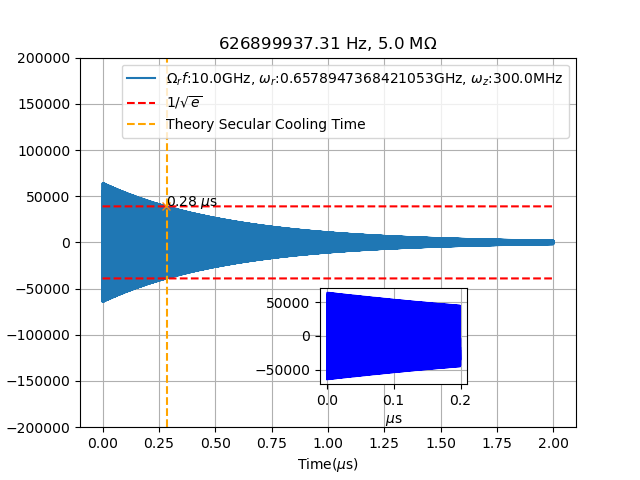 626899937.31 Hz, 5.0 MΩ
Ω_rf:10.0GHz, ω_r:0.6578947368421053GHz, ω_z:300.0MHz
1/√e
Theory Secular Cooling Time
200000
150000
100000
50000
0
−50000
−100000
−150000
−200000
0.28 μs
50000
0
−50000
0.0 0.1 0.2
μs
0.00 0.25 0.50 0.75 1.00 1.25 1.50 1.75 2.00
Time(μs)